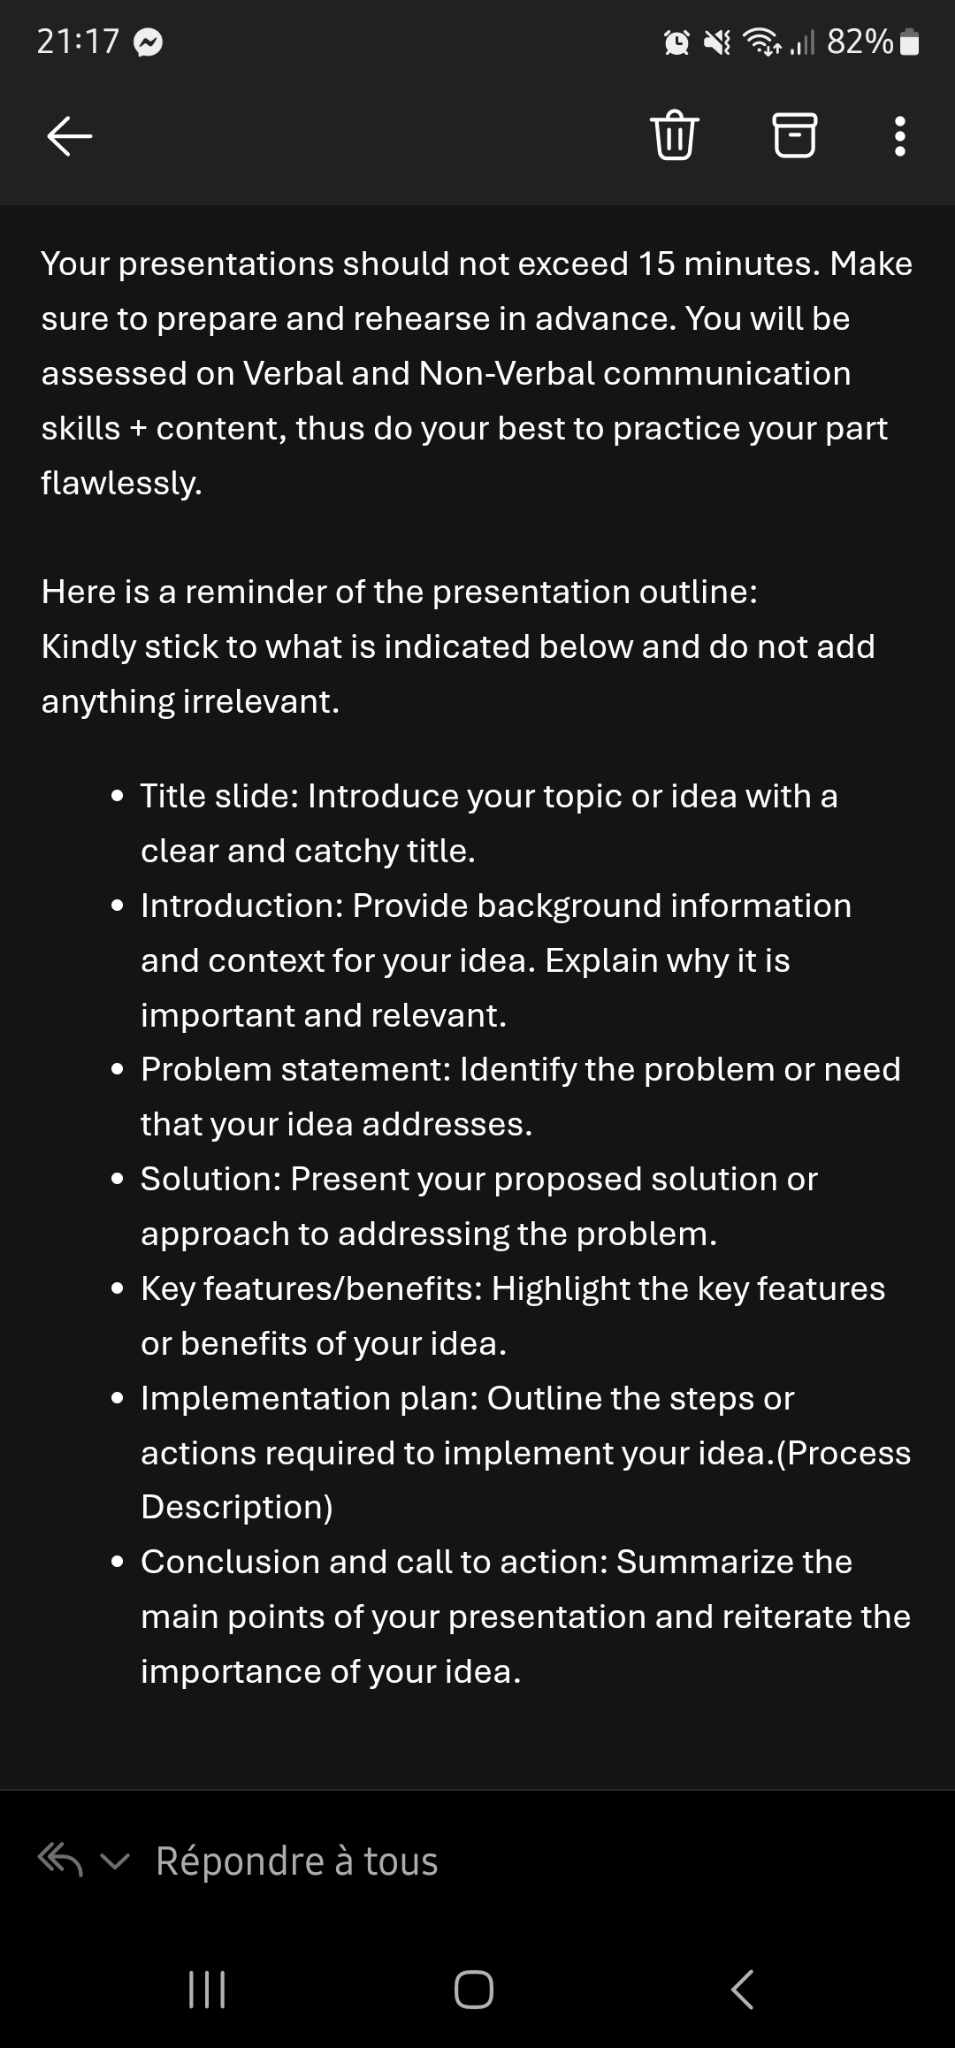 21:17
82%
Your presentations should not exceed 15 minutes. Make
sure to prepare and rehearse in advance. You will be
assessed on Verbal and Non-Verbal communication
skills + content, thus do your best to practice your part
flawlessly.
Here is a reminder of the presentation outline:
Kindly stick to what is indicated below and do not add
anything irrelevant.
• Title slide: Introduce your topic or idea with a
clear and catchy title.
• Introduction: Provide background information
and context for your idea. Explain why it is
important and relevant.
• Problem statement: Identify the problem or need
that your idea addresses.
• Solution: Present your proposed solution or
approach to addressing the problem.
• Key features/benefits: Highlight the key features
or benefits of your idea.
• Implementation plan: Outline the steps or
actions required to implement your idea.(Process
Description)
• Conclusion and call to action: Summarize the
main points of your presentation and reiterate the
importance of your idea.
Répondre à tous